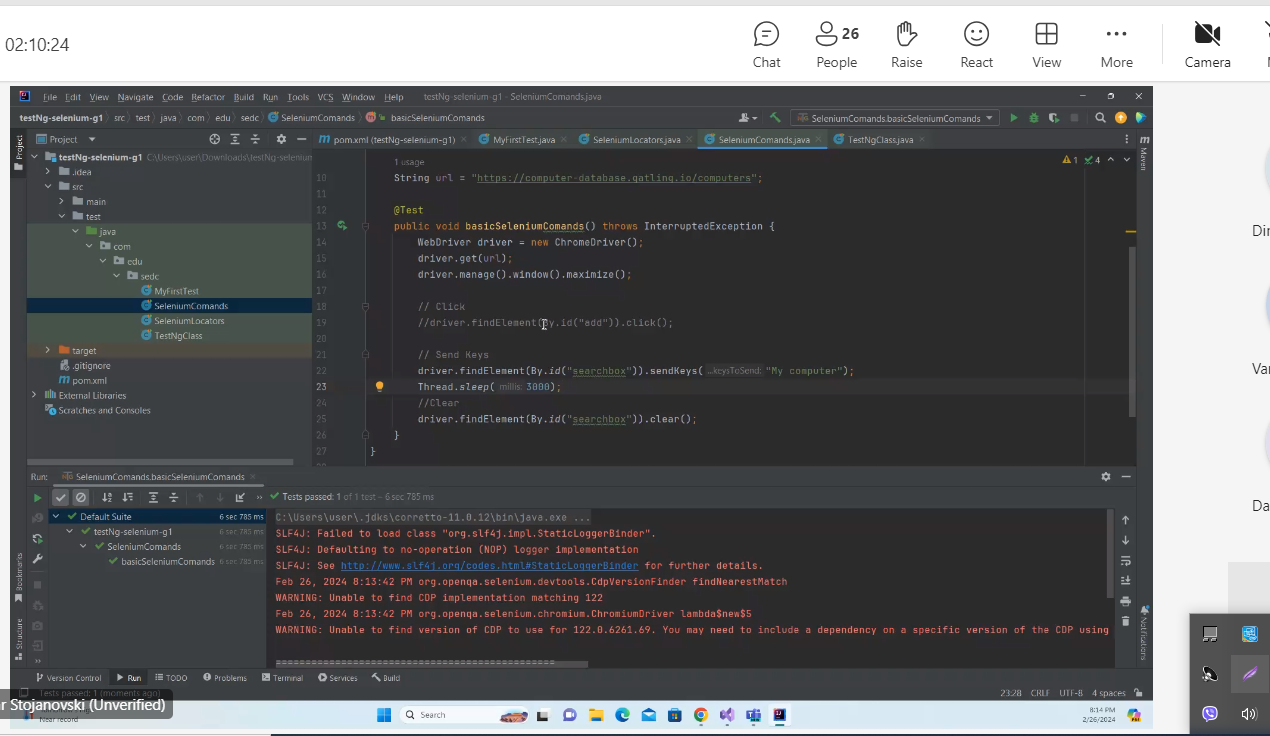 02:10:24
26
Chat People Raise React View More Camera
File Edit View Navigate Code Refactor Build Run Tools VCS Window Help testNg-selenium-g1 - SeleniumComands.java
testNg-selenium-g1 src test java com edu sedc SeleniumComands basicSeleniumComands SeleniumComands.basicSeleniumComands
Project
Project
pom.xml (testNg-selenium-g1) MyFirstTest.java SeleniumLocators.java SeleniumComands.java TestNgClass.java
Maven
testNg-selenium-g1 C:\Users\user\Downloads\testNg-selenium
.idea
src
main
test
java
com
edu
sedc
MyFirstTest
SeleniumComands
SeleniumLocators
TestNgClass
target
.gitignore
pom.xml
External Libraries
Scratches and Consoles
1 usage
1 4
10 String url = "https://computer-database.gatling.io/computers";
11
12 @Test
13 public void basicSeleniumComands() throws InterruptedException {
14 WebDriver driver = new ChromeDriver();
15 driver.get(url);
16 driver.manage().window().maximize();
17
18 // Click
19 //driver.findElement(By.id("add")).click();
20
21 // Send Keys
22 driver.findElement(By.id("searchbox")).sendKeys( ...keysToSend: "My computer");
23 Thread.sleep( millis: 3000);
24 //Clear
25 driver.findElement(By.id("searchbox")).clear();
26 }
27 }
Run: SeleniumComands.basicSeleniumComands
Tests passed: 1 of 1 test – 6 sec 785 ms
Default Suite 6 sec 785 ms
testNg-selenium-g1 6 sec 785 ms
SeleniumComands 6 sec 785 ms
basicSeleniumComands 6 sec 785 ms
C:\Users\user\.jdks\corretto-11.0.12\bin\java.exe ...
SLF4J: Failed to load class "org.slf4j.impl.StaticLoggerBinder".
SLF4J: Defaulting to no-operation (NOP) logger implementation
SLF4J: See http://www.slf4j.org/codes.html#StaticLoggerBinder for further details.
Feb 26, 2024 8:13:42 PM org.openqa.selenium.devtools.CdpVersionFinder findNearestMatch
WARNING: Unable to find CDP implementation matching 122
Feb 26, 2024 8:13:42 PM org.openqa.selenium.chromium.ChromiumDriver lambda$new$5
WARNING: Unable to find version of CDP to use for 122.0.6261.69. You may need to include a dependency on a specific version of the CDP using
===============================================
Bookmarks
Structure
Notifications
Version Control Run TODO Problems Terminal Services Build
Tests passed: 1 (moments ago) 23:28 CRLF UTF-8 4 spaces
r Stojanovski (Unverified)
Near record
Search
8:14 PM
2/26/2024
Dir
Var
Da